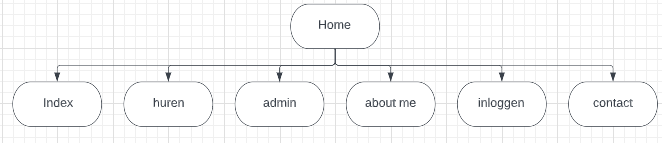 Home
Index
huren
admin
about me
inloggen
contact